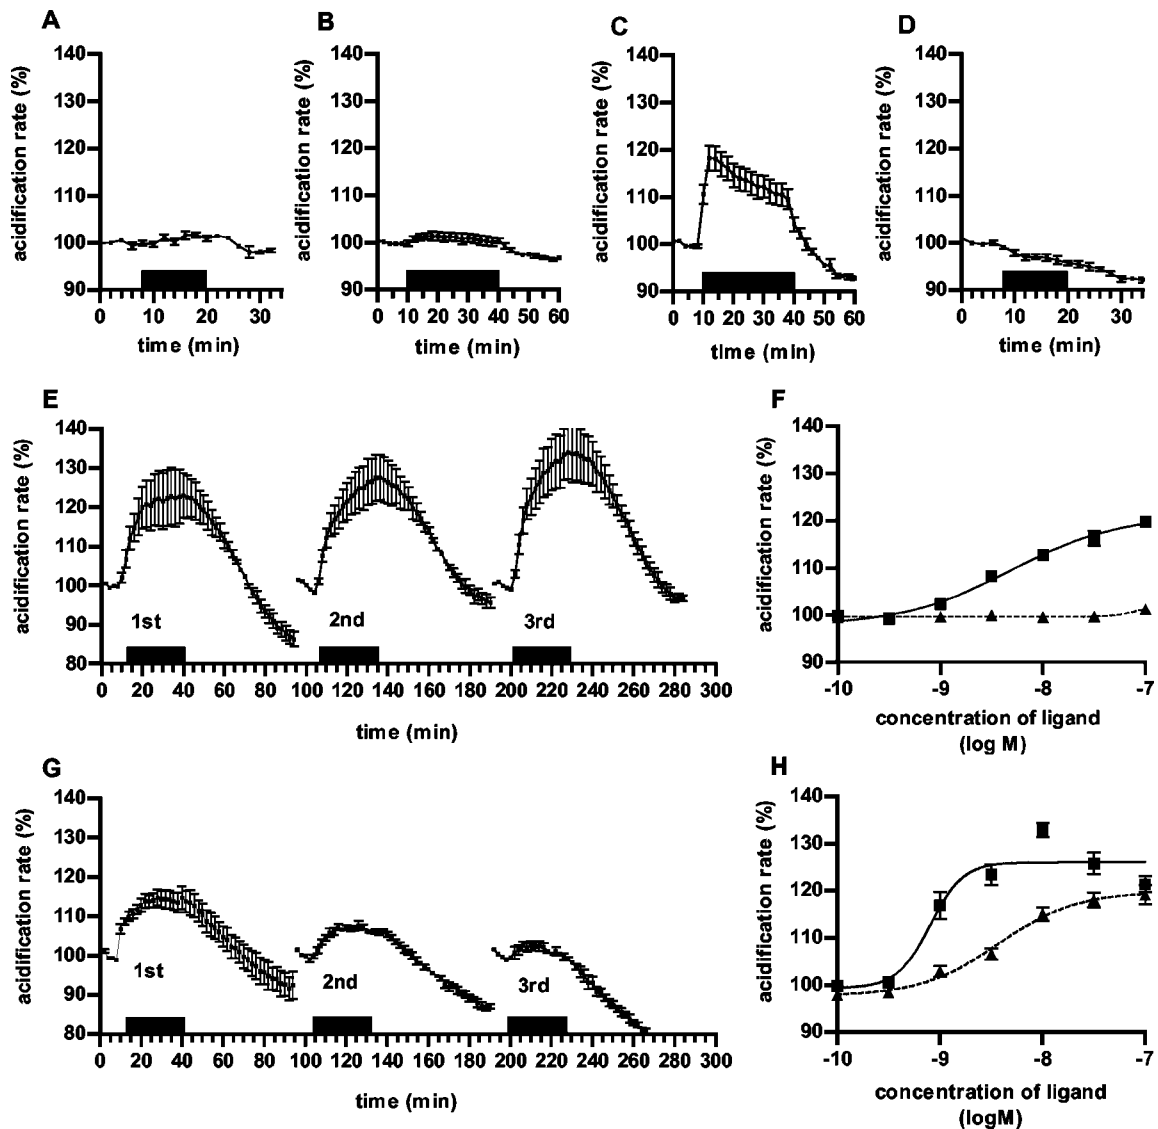 A
B
C
D
acidification rate (%)
140
130
120
110
100
90
0 10 20 30
time (min)
acidification rate (%)
140
130
120
110
100
90
0 10 20 30 40 50 60
time (min)
acidification rate (%)
140
130
120
110
100
90
0 10 20 30 40 50 60
time (min)
acidification rate (%)
140
130
120
110
100
90
0 10 20 30
time (min)
E
acidification rate (%)
140
130
120
110
100
90
80
1st
2nd
3rd
0 20 40 60 80 100 120 140 160 180 200 220 240 260 280 300
time (min)
F
acidification rate (%)
140
130
120
110
100
90
-10 -9 -8 -7
concentration of ligand
(log M)
G
acidification rate (%)
140
130
120
110
100
90
80
1st
2nd
3rd
0 20 40 60 80 100 120 140 160 180 200 220 240 260 280 300
time (min)
H
acidification rate (%)
140
130
120
110
100
90
-10 -9 -8 -7
concentration of ligand
(logM)